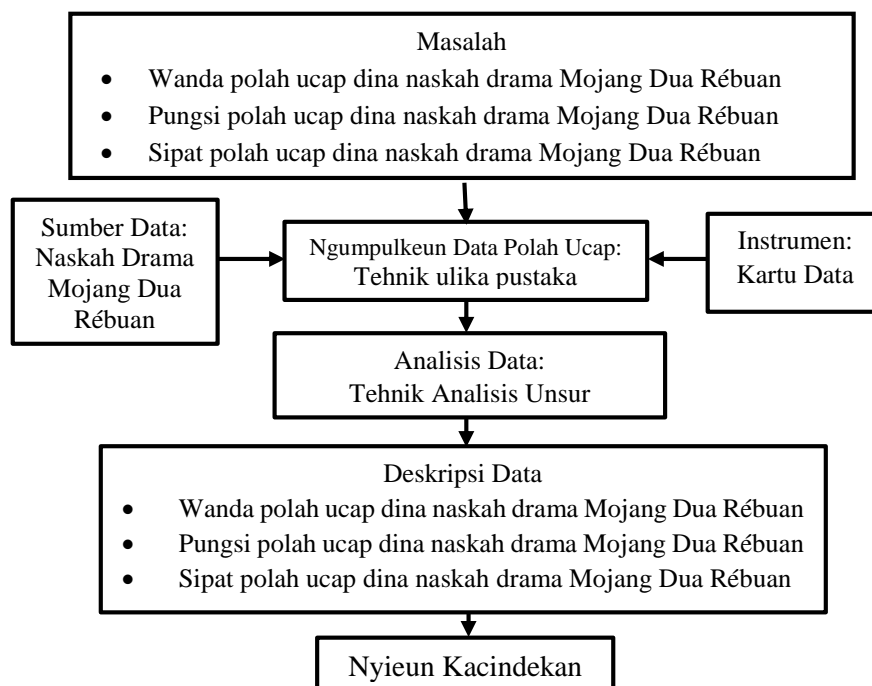 Masalah
• Wanda polah ucap dina naskah drama Mojang Dua Rébuan
• Pungsi polah ucap dina naskah drama Mojang Dua Rébuan
• Sipat polah ucap dina naskah drama Mojang Dua Rébuan
Sumber Data:
Naskah Drama
Mojang Dua
Rébuan
Ngumpulkeun Data Polah Ucap:
Tehnik ulika pustaka
Instrumen:
Kartu Data
Analisis Data:
Tehnik Analisis Unsur
Deskripsi Data
• Wanda polah ucap dina naskah drama Mojang Dua Rébuan
• Pungsi polah ucap dina naskah drama Mojang Dua Rébuan
• Sipat polah ucap dina naskah drama Mojang Dua Rébuan
Nyieun Kacindekan